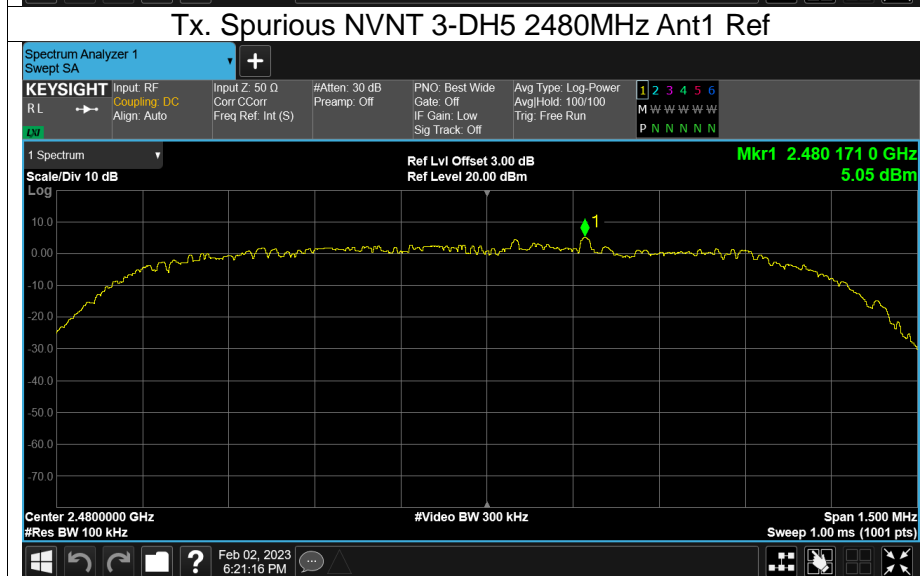 Tx. Spurious NVNT 3-DH5 2480MHz Ant1 Ref
Spectrum Analyzer 1
Swept SA
KEYSIGHT
R L
LXI
Input: RF
Coupling: DC
Align: Auto
Input Z: 50 Ω
Corr CCorr
Freq Ref: Int (S)
#Atten: 30 dB
Preamp: Off
PNO: Best Wide
Gate: Off
IF Gain: Low
Sig Track: Off
Avg Type: Log-Power
Avg|Hold: 100/100
Trig: Free Run
1 2 3 4 5 6
M W W W W W
P N N N N N
1 Spectrum
Scale/Div 10 dB
Ref Lvl Offset 3.00 dB
Ref Level 20.00 dBm
Mkr1 2.480 171 0 GHz
5.05 dBm
Log
10.0
0.00
-10.0
-20.0
-30.0
-40.0
-50.0
-60.0
-70.0
1
Center 2.4800000 GHz
#Res BW 100 kHz
#Video BW 300 kHz
Span 1.500 MHz
Sweep 1.00 ms (1001 pts)
Feb 02, 2023
6:21:16 PM